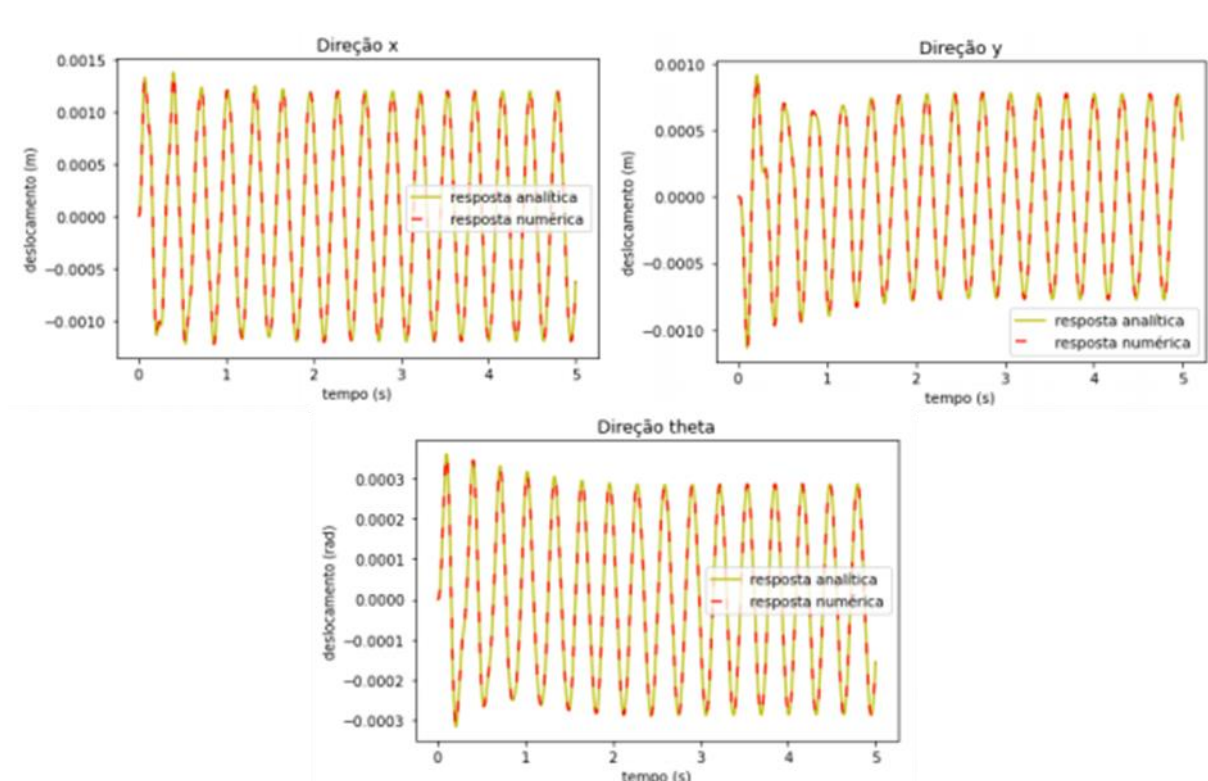 Direção x
0.0015
0.0010
0.0005
0.0000
−0.0005
−0.0010
deslocamento (m)
resposta analítica
resposta numérica
0 1 2 3 4 5
tempo (s)
Direção y
0.0010
0.0005
0.0000
−0.0005
−0.0010
deslocamento (m)
resposta analítica
resposta numérica
0 1 2 3 4 5
tempo (s)
Direção theta
0.0003
0.0002
0.0001
0.0000
−0.0001
−0.0002
−0.0003
deslocamento (rad)
resposta analítica
resposta numérica
0 1 2 3 4 5
tempo (s)